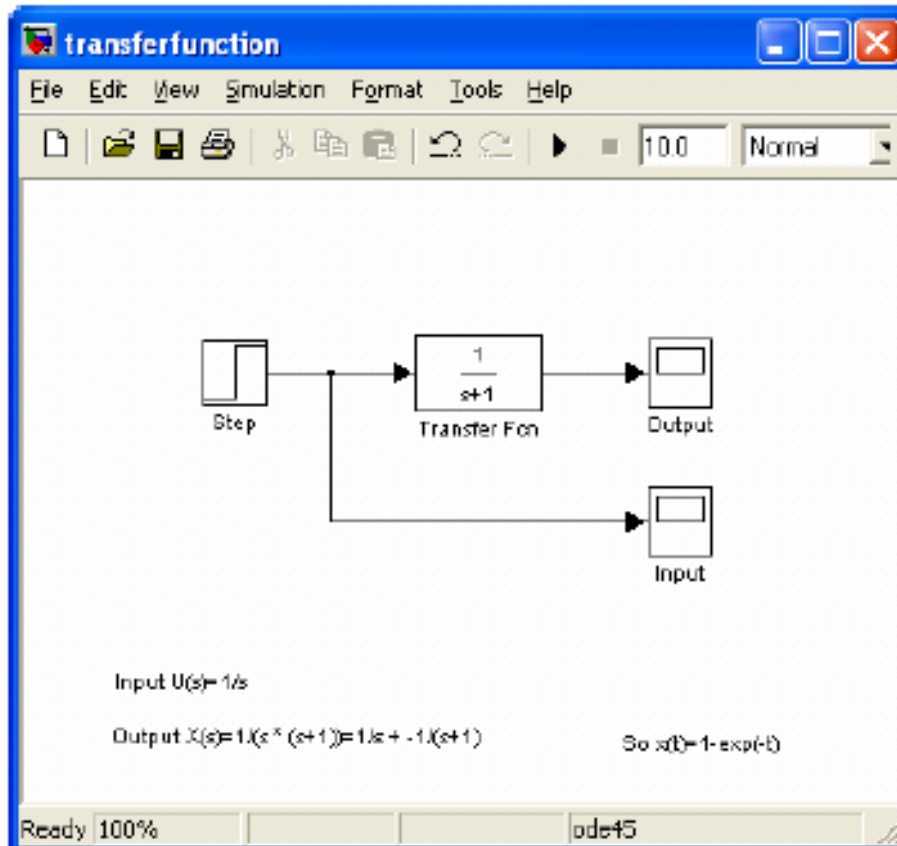 transferfunction
File Edit View Simulation Format Tools Help
10.0 Normal
1
s+1
Step
Transfer Fcn
Output
Input
Input U(s)=1/s
Output X(s)=1/(s * (s+1))=1/s + -1/(s+1)
So x(t)=1-exp(-t)
Ready 100% ode45